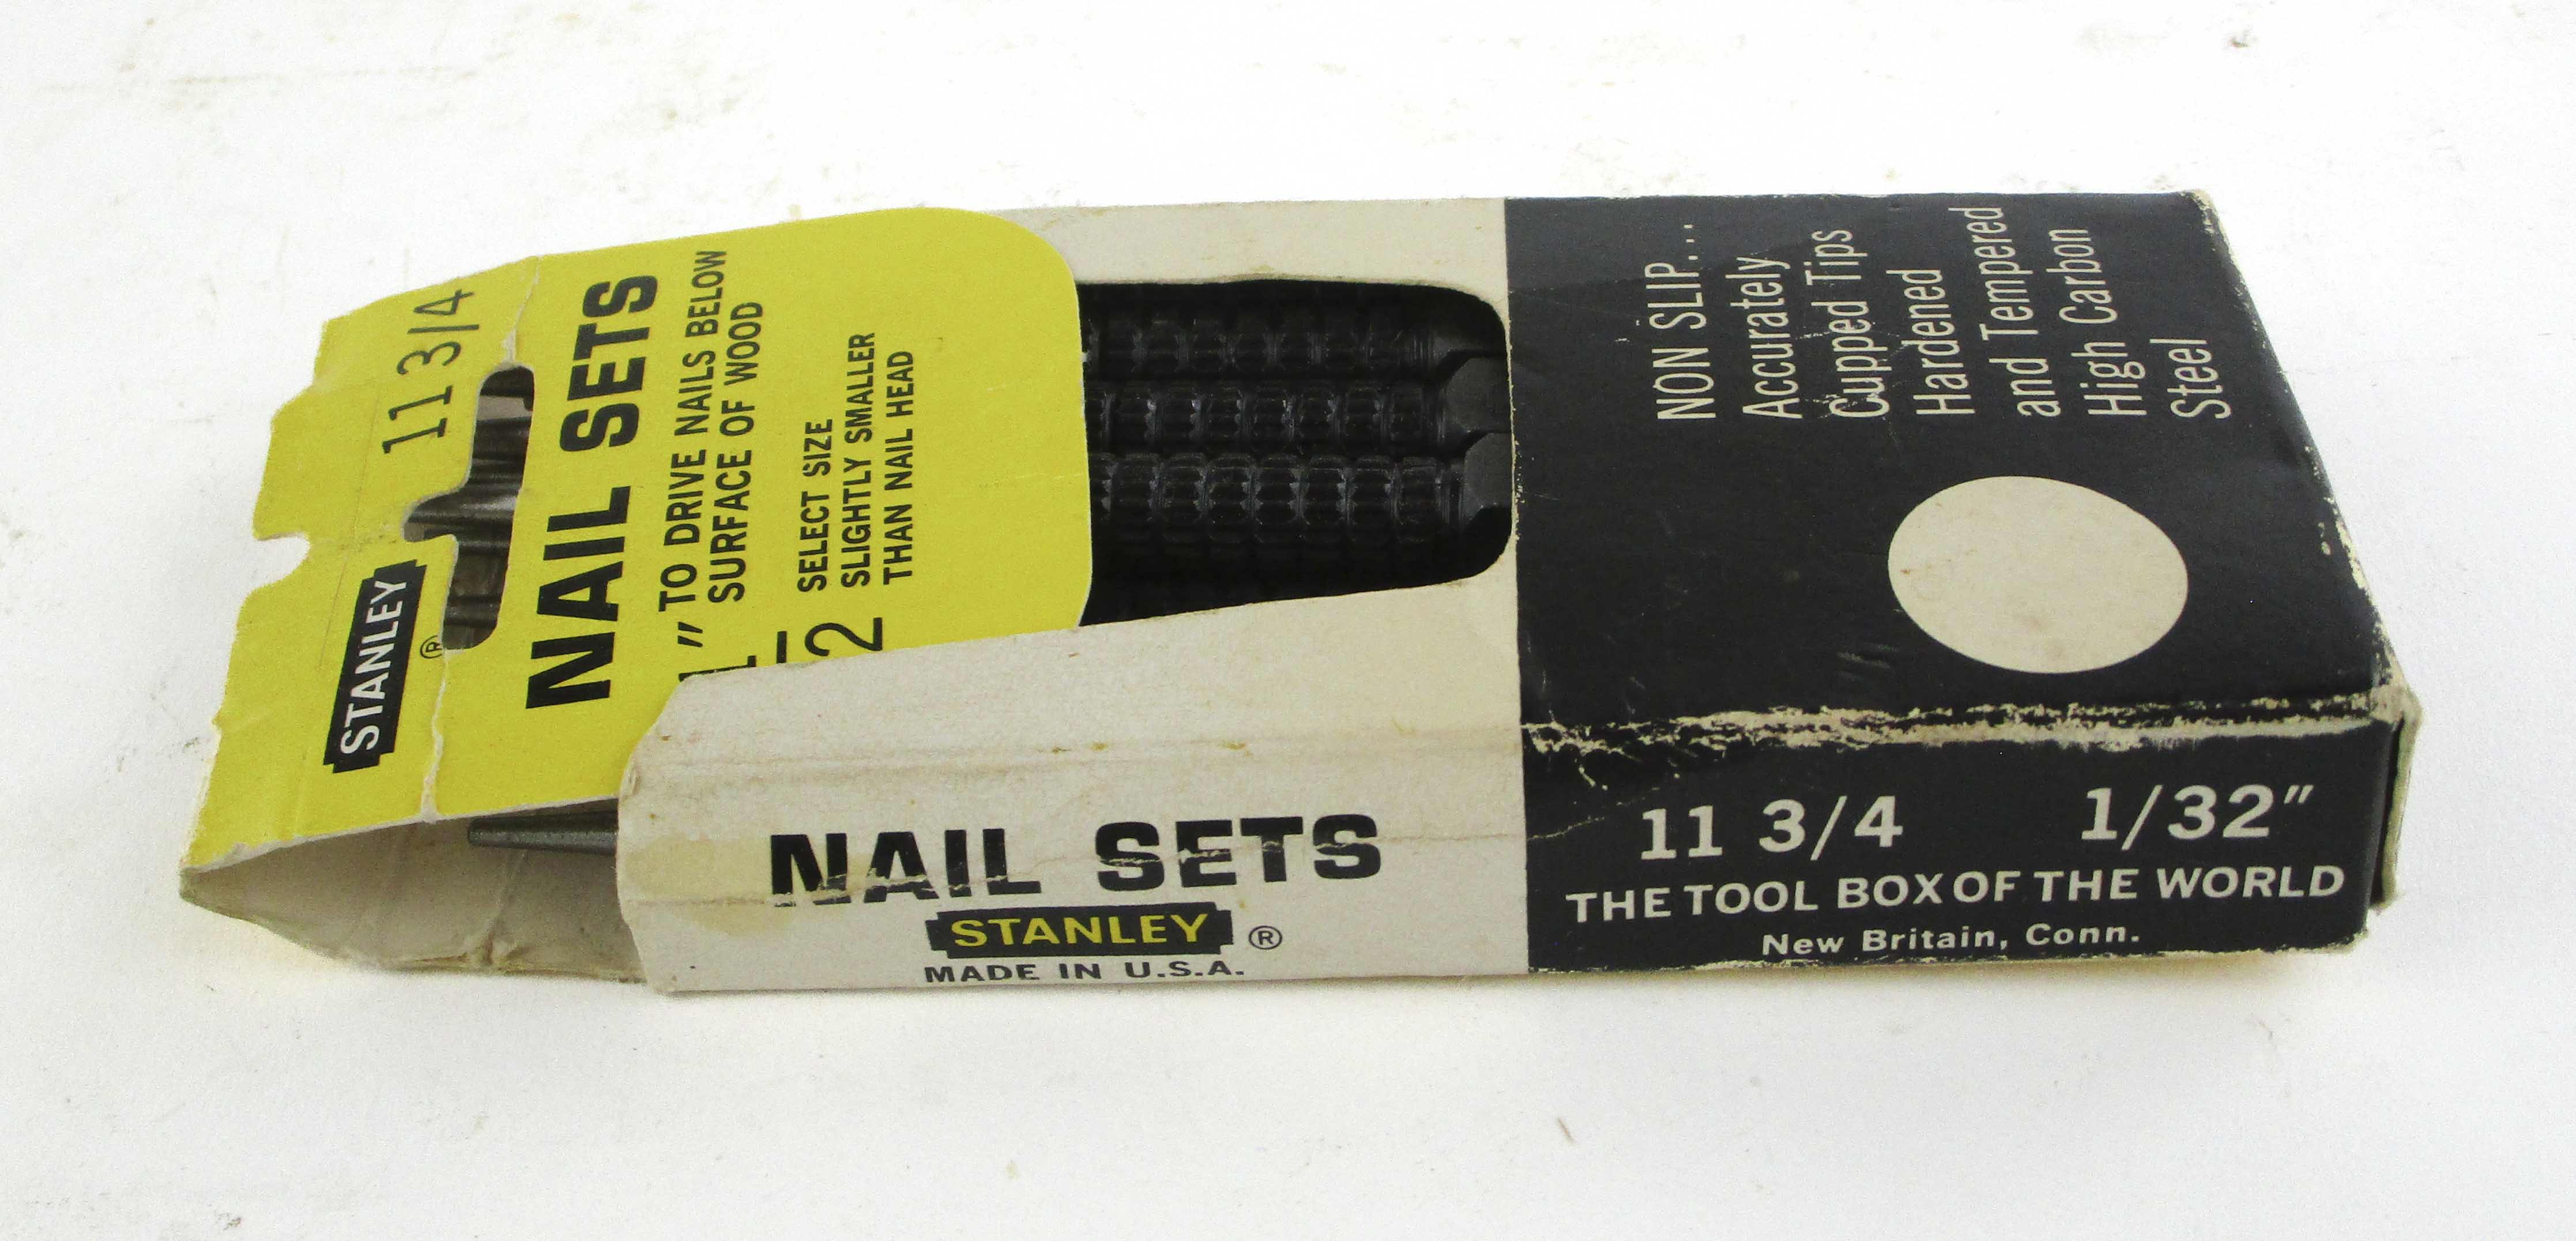 11 3/4
STANLEY ®
NAIL SETS
" TO DRIVE NAILS BELOW
SURFACE OF WOOD
2 SELECT SIZE
SLIGHTLY SMALLER
THAN NAIL HEAD
NON SLIP...
Accurately
Cupped Tips
Hardened
and Tempered
High Carbon
Steel
NAIL SETS
STANLEY ®
MADE IN U.S.A.
11 3/4 1/32"
THE TOOL BOX OF THE WORLD
New Britain, Conn.